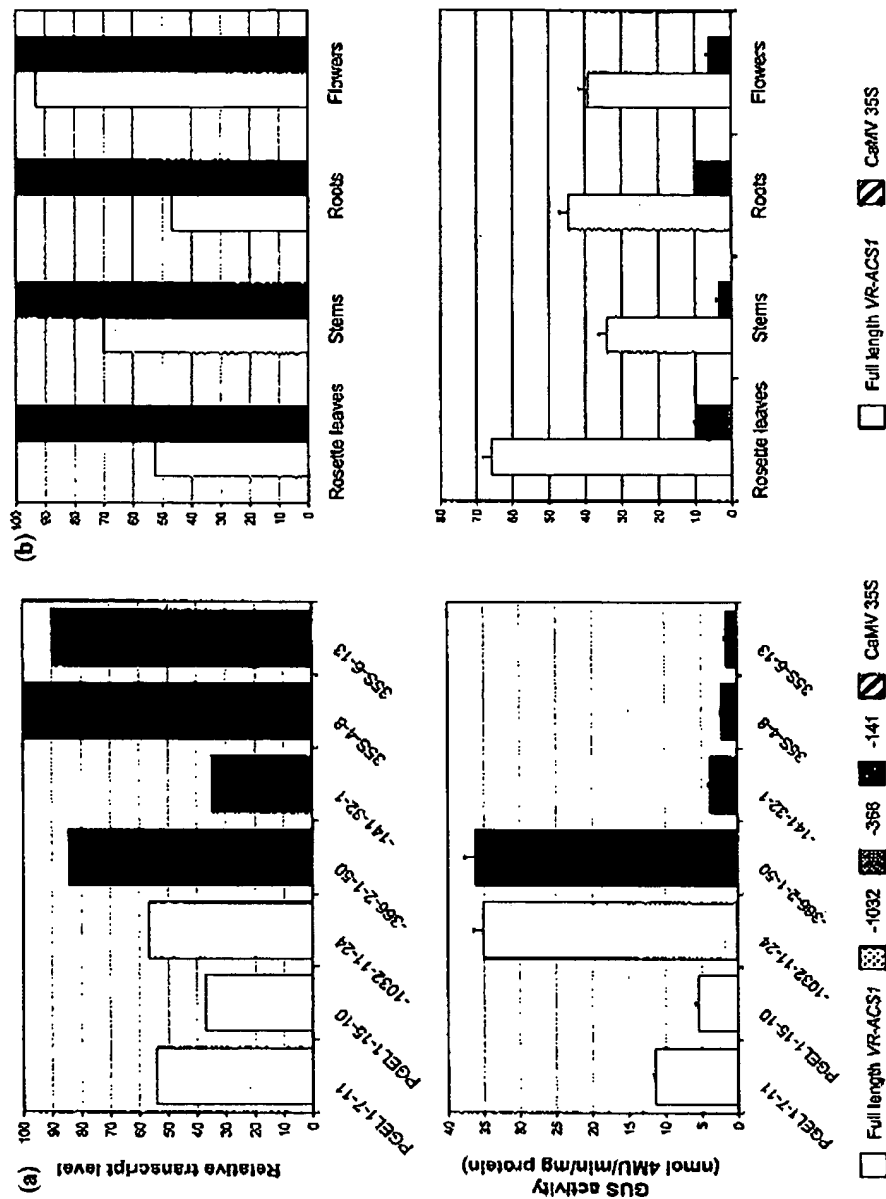 (a)
Relative transcript level
100
90
80
70
60
50
40
30
20
10
0
PGEL1-7-11
PGEL1-15-10
-1032-11-24
-366-2-1-50
-141-32-1
35S-4-8
35S-6-13
GUS activity
(nmol 4MU/min/mg protein)
40
35
30
25
20
15
10
5
0
PGEL1-7-11
PGEL1-15-10
-1032-11-24
-366-2-1-50
-141-32-1
35S-4-8
35S-6-13
Full length VR-ACS1
-1032
-368
-141
CaMV 35S
(b)
100
90
80
70
60
50
40
30
20
10
0
Rosette leaves
Stems
Roots
Flowers
80
70
60
50
40
30
20
10
0
Rosette leaves
Stems
Roots
Flowers
Full length VR-ACS1
CaMV 35S